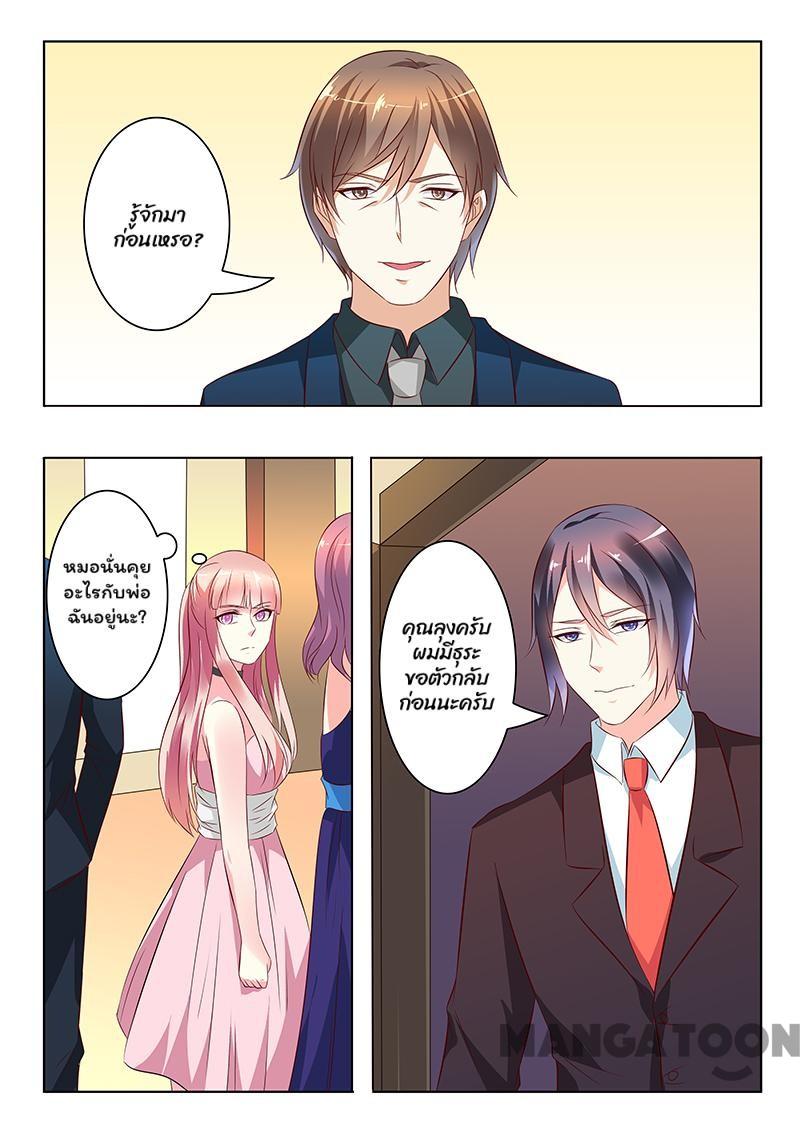 รู้จักมา
ก่อนเหรอ?
หมอนั่นคุย
อะไรกับพ่อ
ฉันอยู่นะ?
คุณลุงครับ
ผมมีธุระ
ขอตัวกลับ
ก่อนนะครับ
MANGATOON